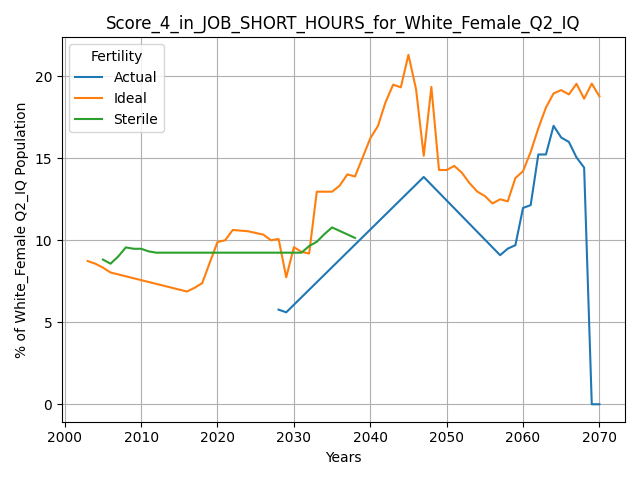 Score_4_in_JOB_SHORT_HOURS_for_White_Female_Q2_IQ
Fertility
Actual
Ideal
Sterile
% of White_Female Q2_IQ Population
20
15
10
5
0
2000 2010 2020 2030 2040 2050 2060 2070
Years